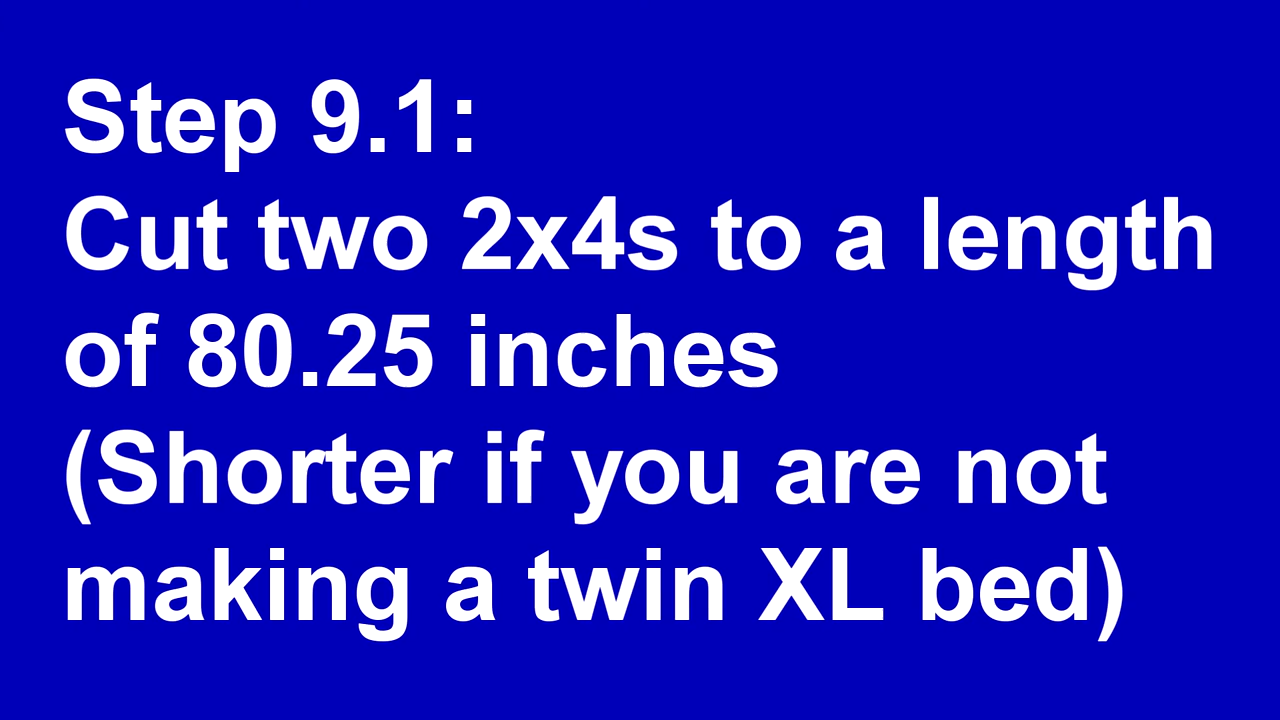 Step 9.1:
Cut two 2x4s to a length
of 80.25 inches
(Shorter if you are not
making a twin XL bed)